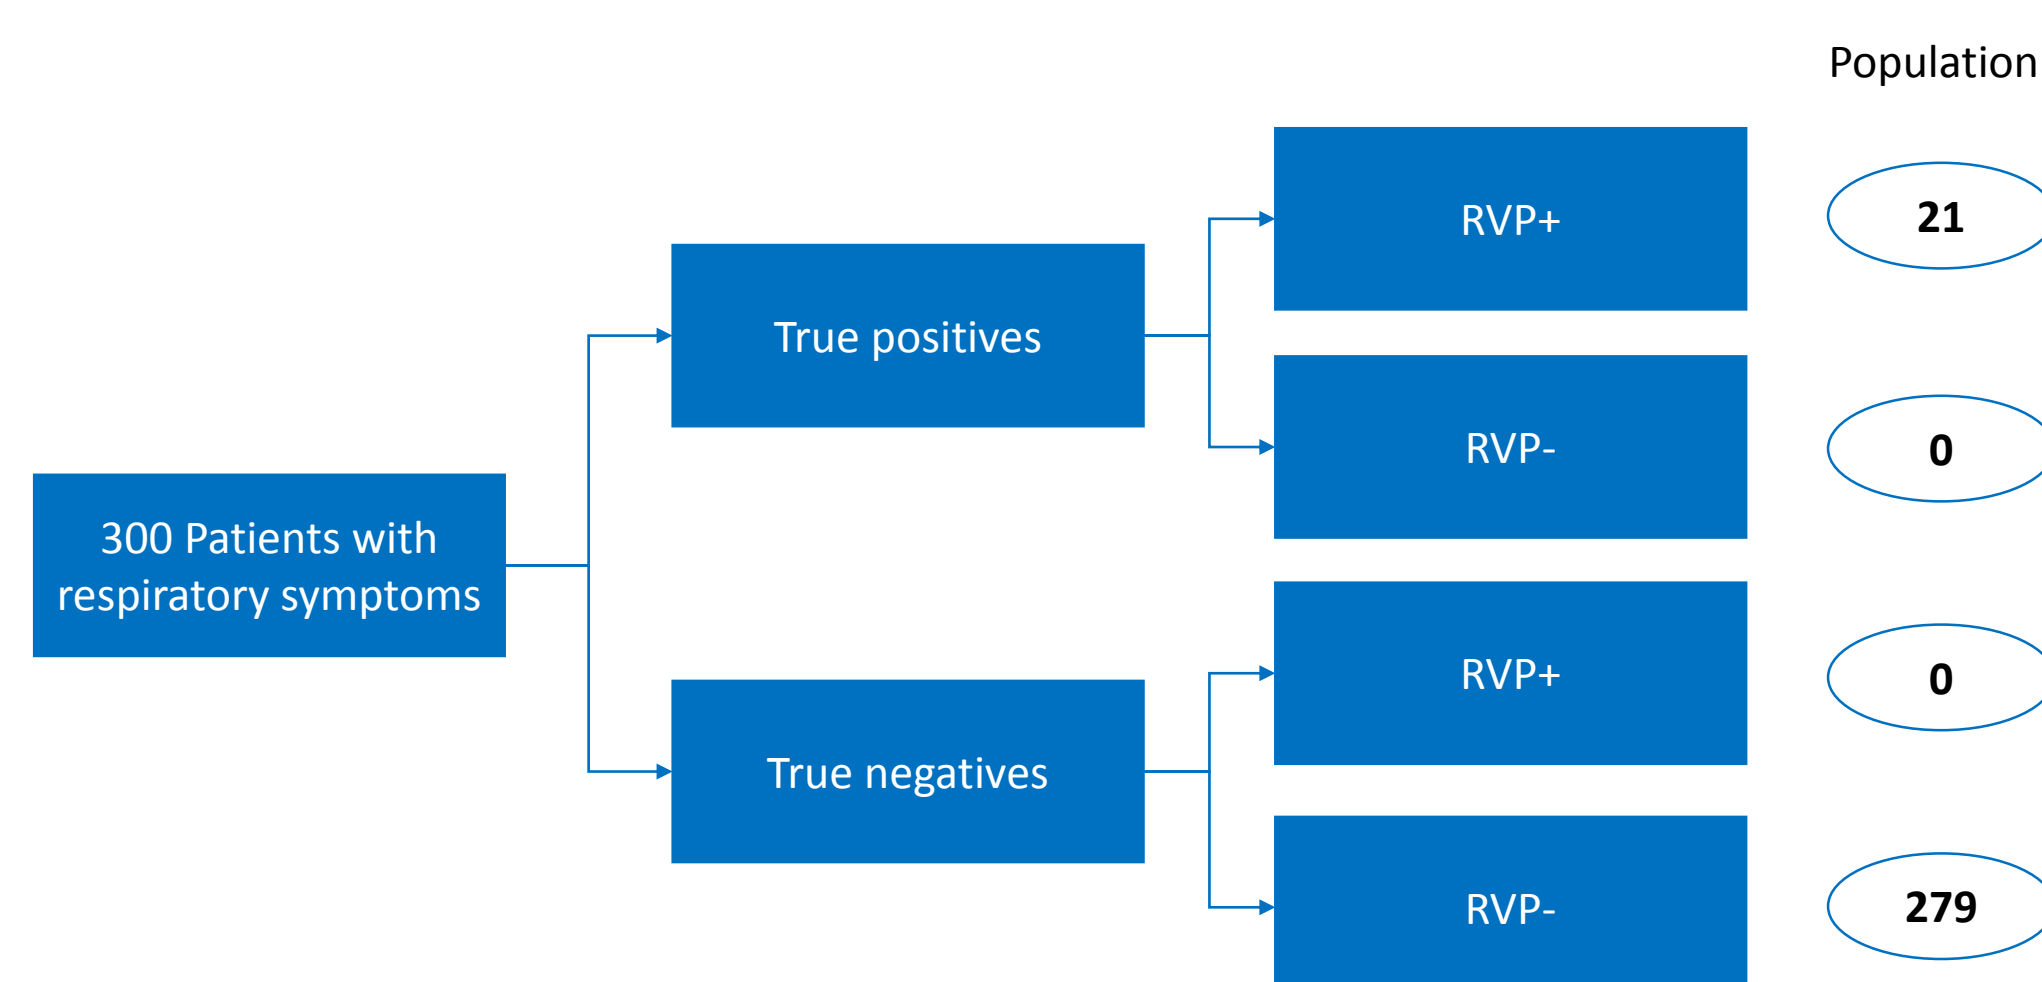 Population
RVP+
21
True positives
RVP-
0
300 Patients with
respiratory symptoms
RVP+
0
True negatives
RVP-
279